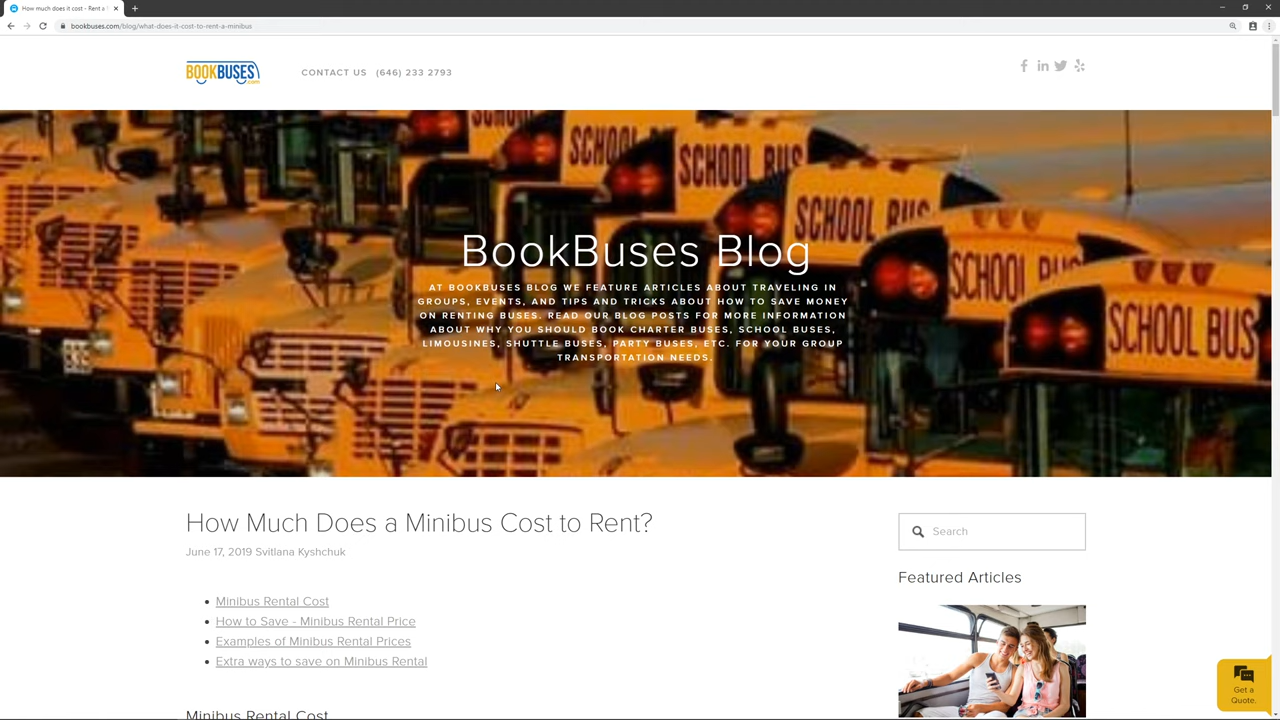 How much does it cost - Rent a
bookbuses.com/blog/what-does-it-cost-to-rent-a-minibus
BOOKBUSES
.com
CONTACT US (646) 233 2793
SCHOOL BUS
SCHOOL BUS
SCHOOL BUS
SCHOOL BUS
BookBuses Blog
AT BOOKBUSES BLOG WE FEATURE ARTICLES ABOUT TRAVELING IN
GROUPS, EVENTS, AND TIPS AND TRICKS ABOUT HOW TO SAVE MONEY
ON RENTING BUSES. READ OUR BLOG POSTS FOR MORE INFORMATION
ABOUT WHY YOU SHOULD BOOK CHARTER BUSES, SCHOOL BUSES,
LIMOUSINES, SHUTTLE BUSES, PARTY BUSES, ETC. FOR YOUR GROUP
TRANSPORTATION NEEDS.
How Much Does a Minibus Cost to Rent?
June 17, 2019 Svitlana Kyshchuk
Search
Featured Articles
Minibus Rental Cost
How to Save - Minibus Rental Price
Examples of Minibus Rental Prices
Extra ways to save on Minibus Rental
Get a
Quote.
Minibus Rental Cost